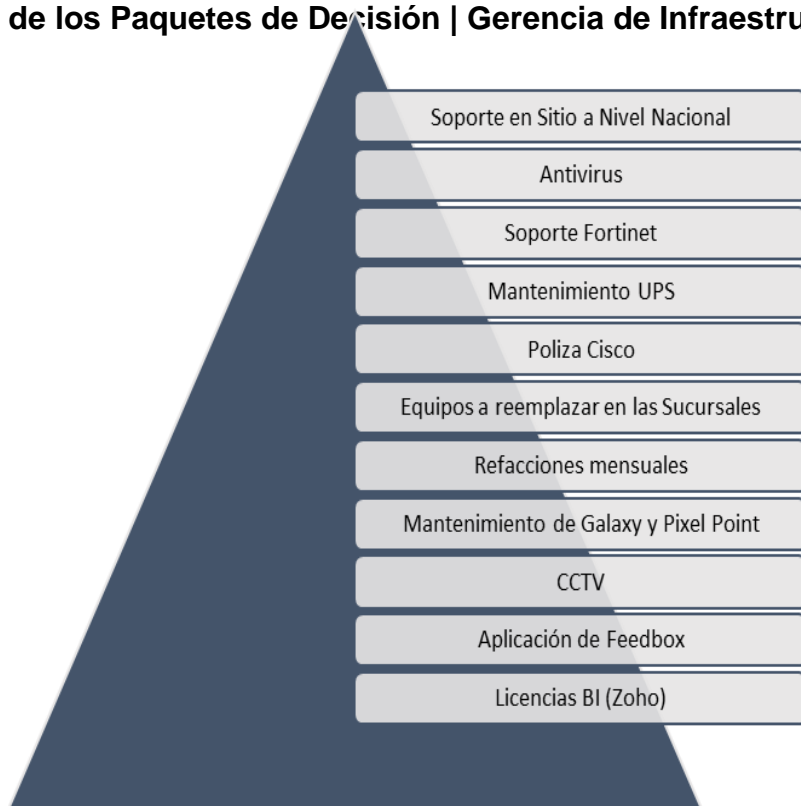 de los Paquetes de Decisión | Gerencia de Infraestru
Soporte en Sitio a Nivel Nacional
Antivirus
Soporte Fortinet
Mantenimiento UPS
Poliza Cisco
Equipos a reemplazar en las Sucursales
Refacciones mensuales
Mantenimiento de Galaxy y Pixel Point
CCTV
Aplicación de Feedbox
Licencias BI (Zoho)